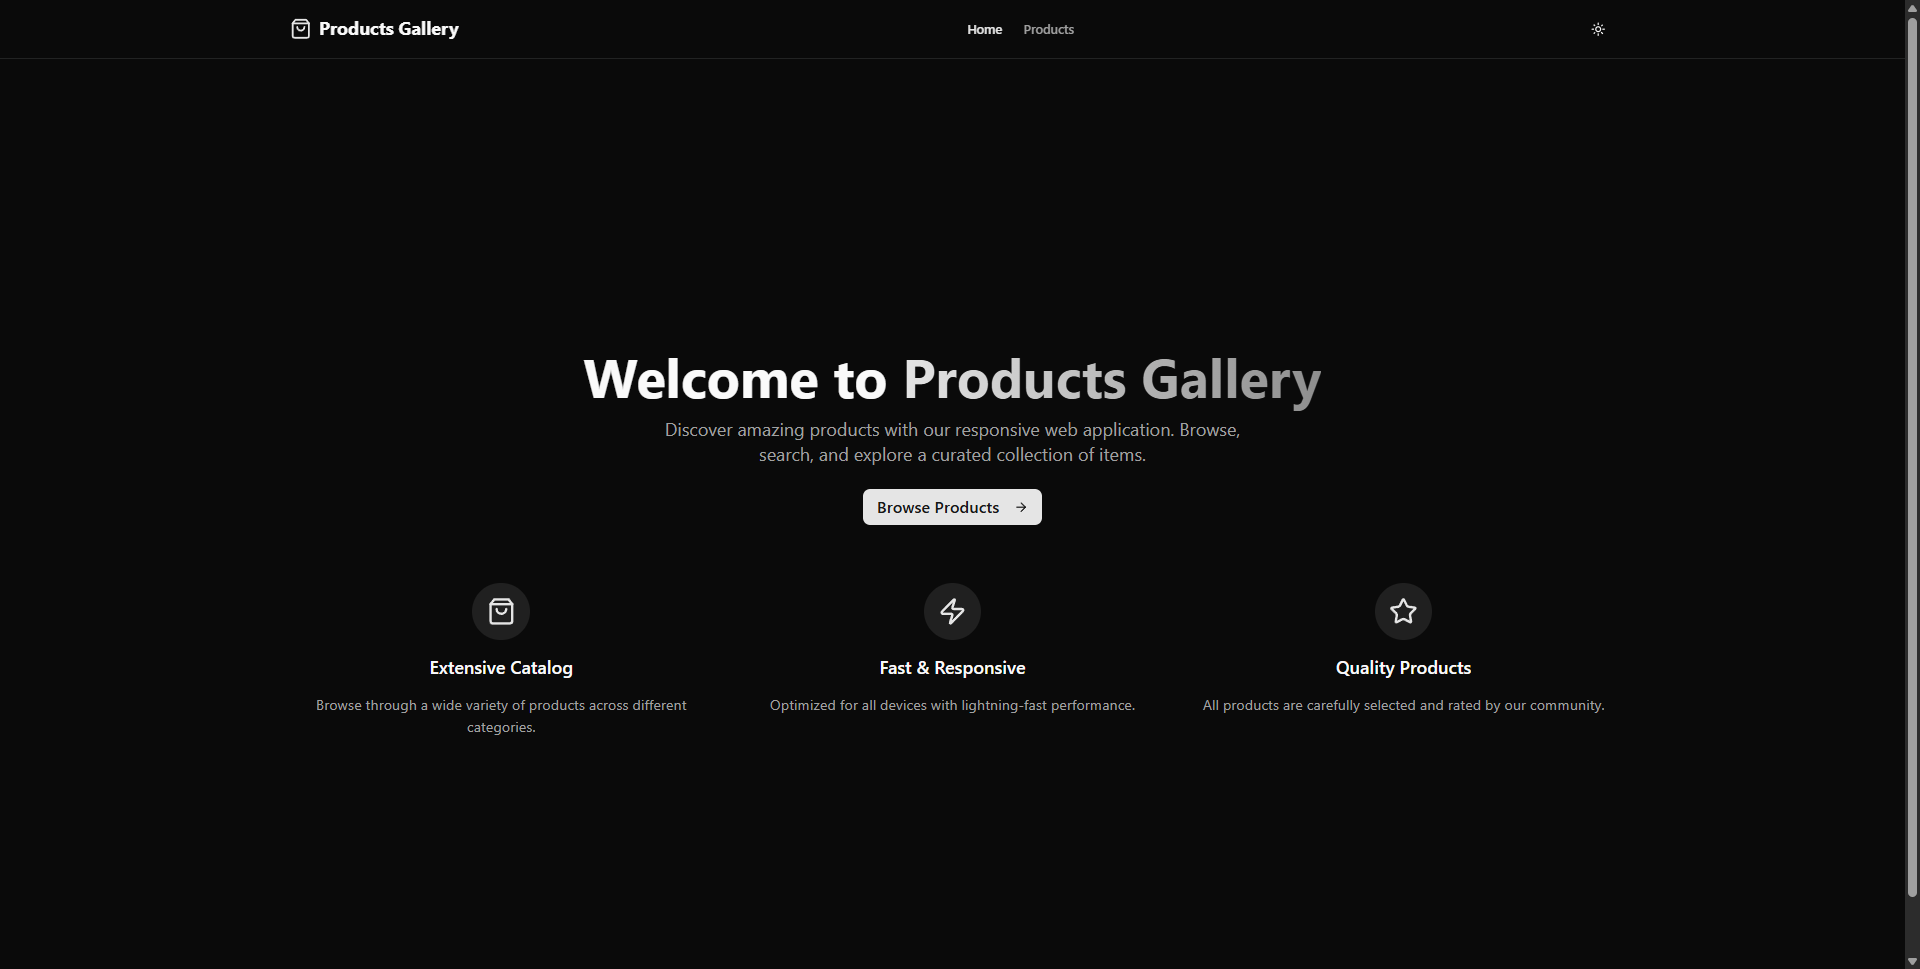 Products Gallery
Home
Products
Welcome to Products Gallery
Discover amazing products with our responsive web application. Browse,
search, and explore a curated collection of items.
Browse Products
Extensive Catalog
Browse through a wide variety of products across different
categories.
Fast & Responsive
Optimized for all devices with lightning-fast performance.
Quality Products
All products are carefully selected and rated by our community.